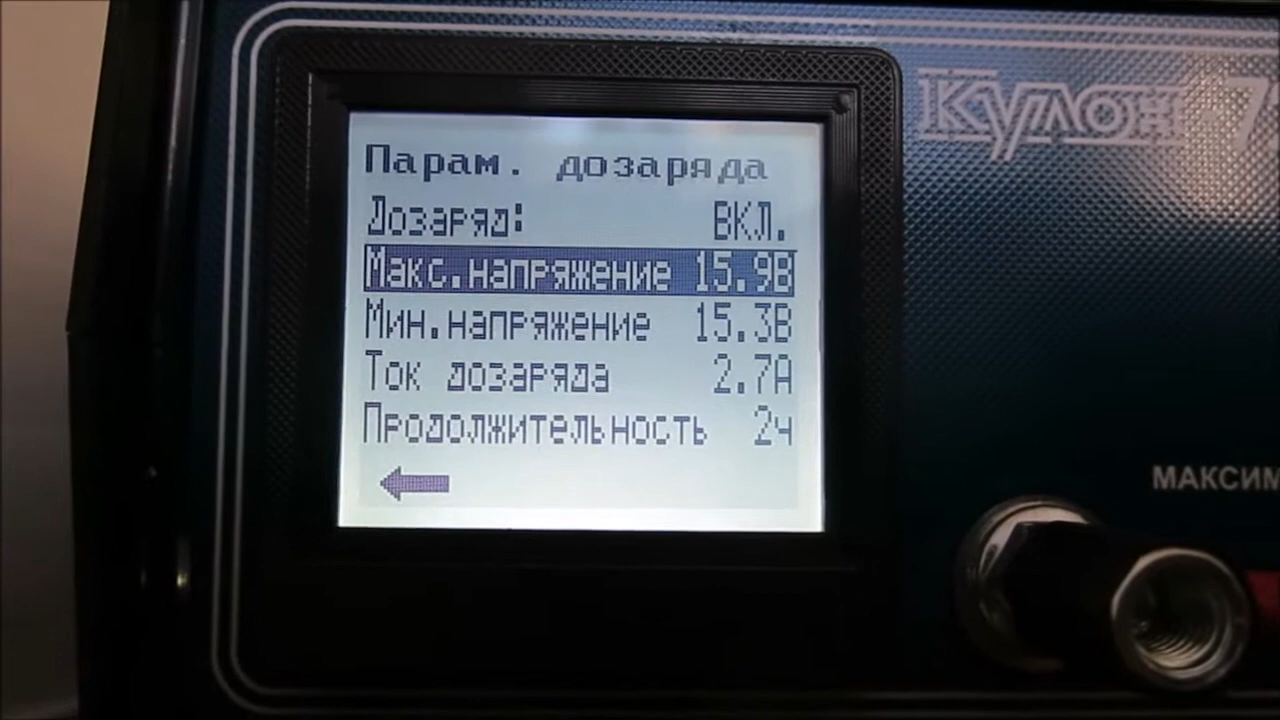 Кулон 7
Парам. дозаряда
Дозаряд: ВКЛ.
Макс.напряжение 15.9В
Мин.напряжение 15.3В
Ток дозаряда 2.7А
Продолжительность 2ч
МАКСИМ